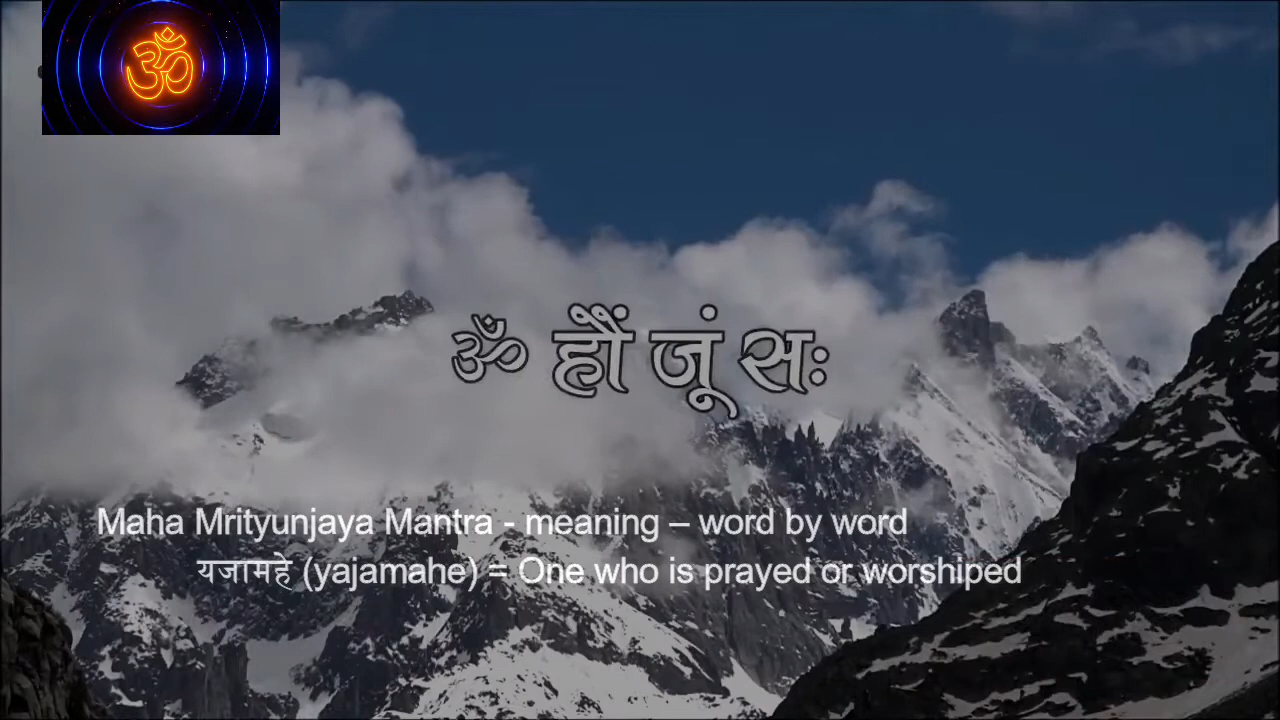 ॐ
ॐ हौं जूं सः
Maha Mrityunjaya Mantra - meaning – word by word
यजामहे (yajamahe) = One who is prayed or worshiped